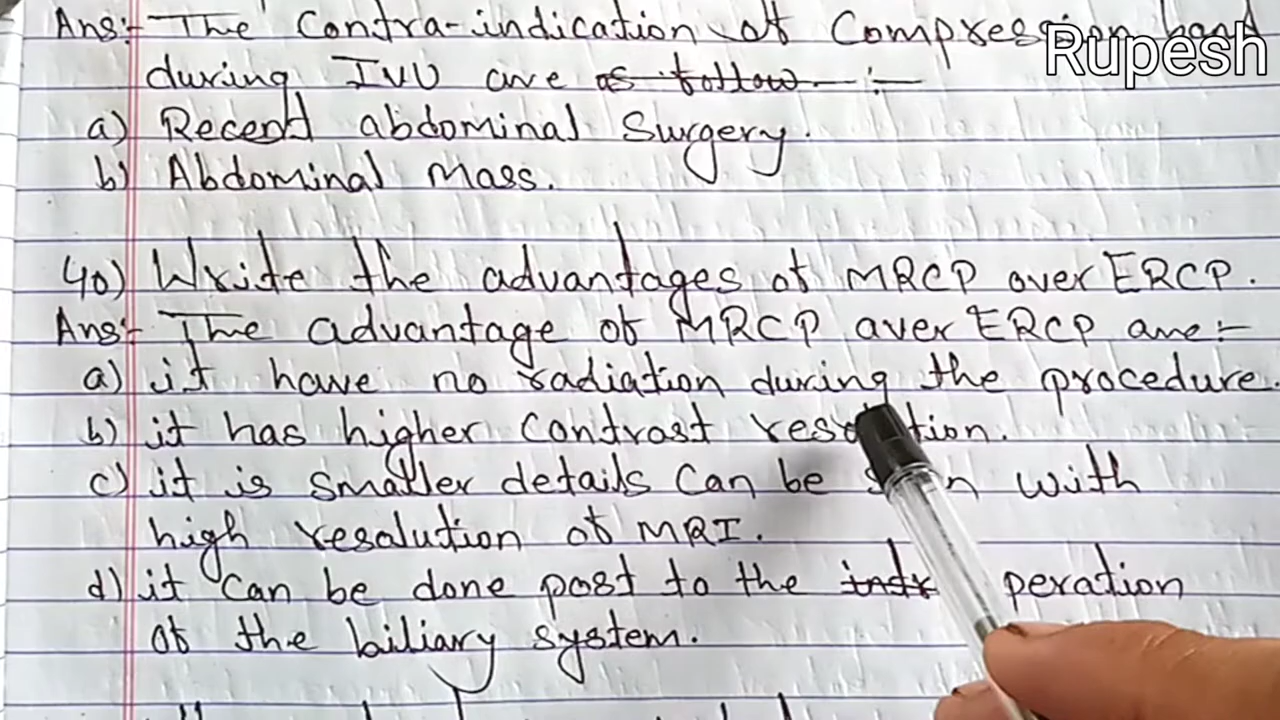 Ans:- The Contra-indication of Compression band
Rupesh
during IVU are as follow :-
a) Recent abdominal Surgery.
b) Abdominal Mass.
40) Write the advantages of MRCP over ERCP.
Ans:- The advantage of MRCP over ERCP are:-
a) it have no radiation during the procedure.
b) it has higher contrast resolution.
c) it is smaller details can be seen with
high resolution of MRI.
d) it can be done post to the peration
of the biliary system.